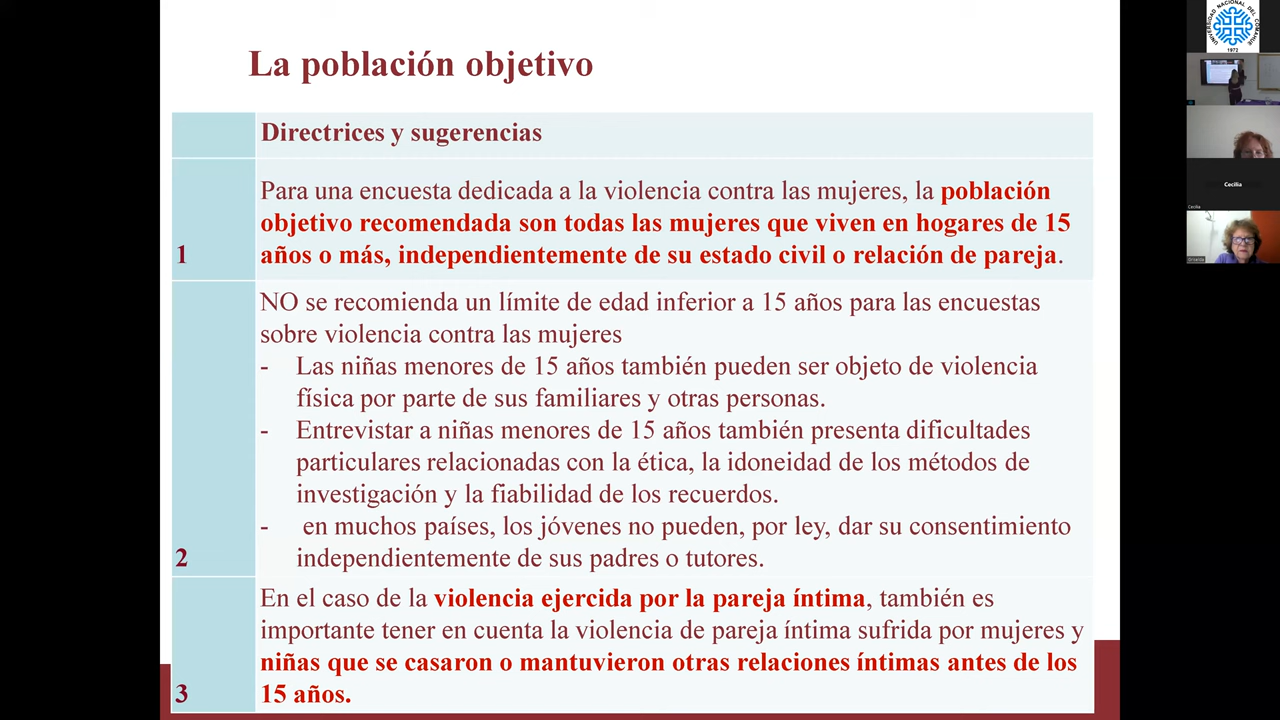 La población objetivo
Directrices y sugerencias
Para una encuesta dedicada a la violencia contra las mujeres, la población
objetivo recomendada son todas las mujeres que viven en hogares de 15
1 años o más, independientemente de su estado civil o relación de pareja.
NO se recomienda un límite de edad inferior a 15 años para las encuestas
sobre violencia contra las mujeres
- Las niñas menores de 15 años también pueden ser objeto de violencia
física por parte de sus familiares y otras personas.
- Entrevistar a niñas menores de 15 años también presenta dificultades
particulares relacionadas con la ética, la idoneidad de los métodos de
investigación y la fiabilidad de los recuerdos.
- en muchos países, los jóvenes no pueden, por ley, dar su consentimiento
2 independientemente de sus padres o tutores.
En el caso de la violencia ejercida por la pareja íntima, también es
importante tener en cuenta la violencia de pareja íntima sufrida por mujeres y
niñas que se casaron o mantuvieron otras relaciones íntimas antes de los
3 15 años.
UNIVERSIDAD NACIONAL DEL COMAHUE
1972
Cecilia
Cecilia